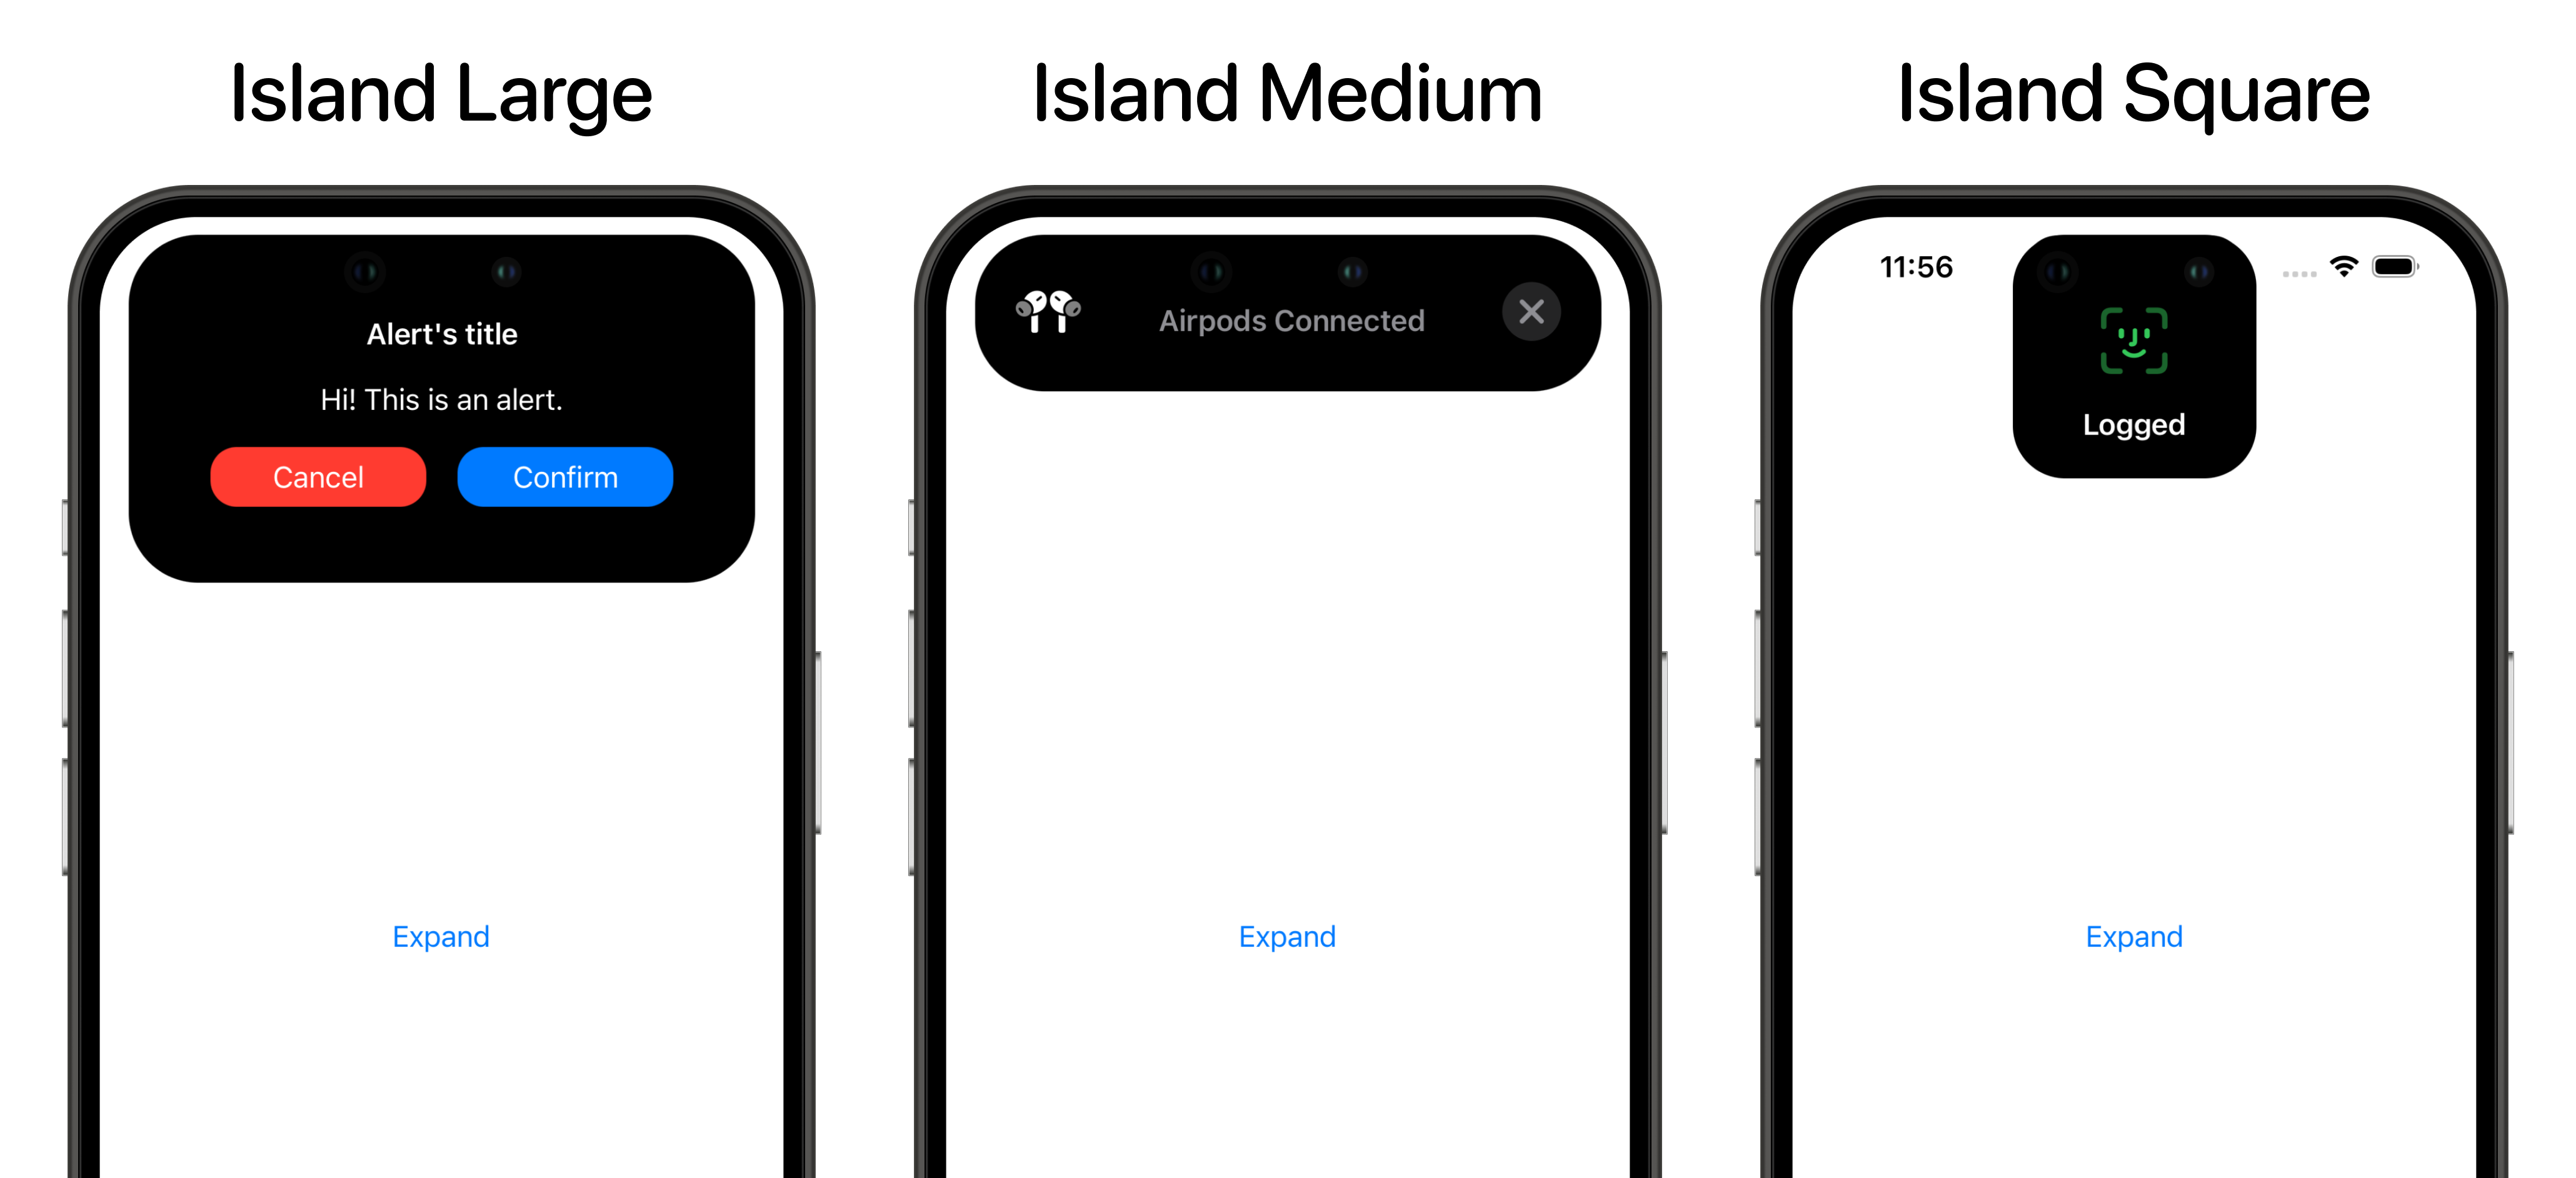 Island Large
Alert's title
Hi! This is an alert.
Cancel Confirm
Expand
Island Medium
Airpods Connected
Expand
Island Square
11:56
Logged
Expand